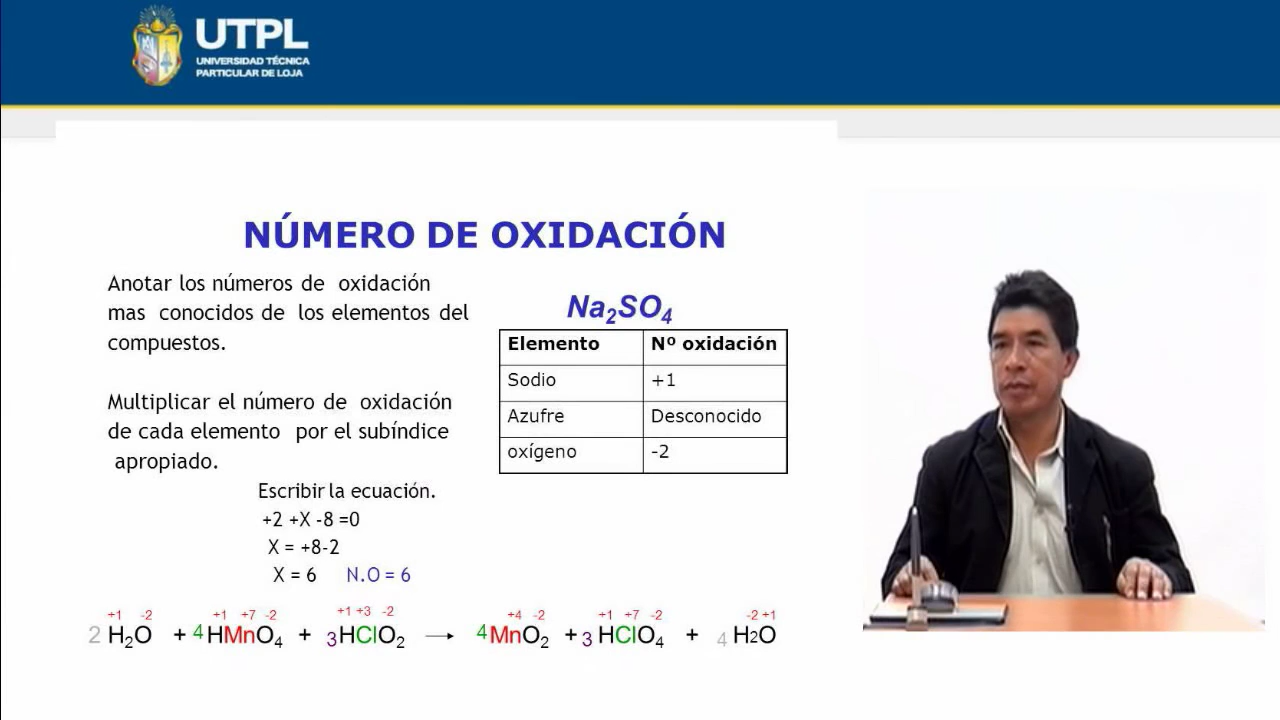 UTPL
UNIVERSIDAD TÉCNICA
PARTICULAR DE LOJA
NÚMERO DE OXIDACIÓN
Anotar los números de oxidación
mas conocidos de los elementos del
compuestos.
Multiplicar el número de oxidación
de cada elemento por el subíndice
apropiado.
Escribir la ecuación.
+2 +X -8 =0
X = +8-2
X = 6 N.O = 6
Na₂SO₄
Elemento Nº oxidación
Sodio +1
Azufre Desconocido
oxígeno -2
+1 -2 +1 +7 -2 +1 +3 -2 +4 -2 +1 +7 -2 -2 +1
2 H₂O + 4 HMnO₄ + 3 HClO₂ → 4 MnO₂ + 3 HClO₄ + 4 H2O